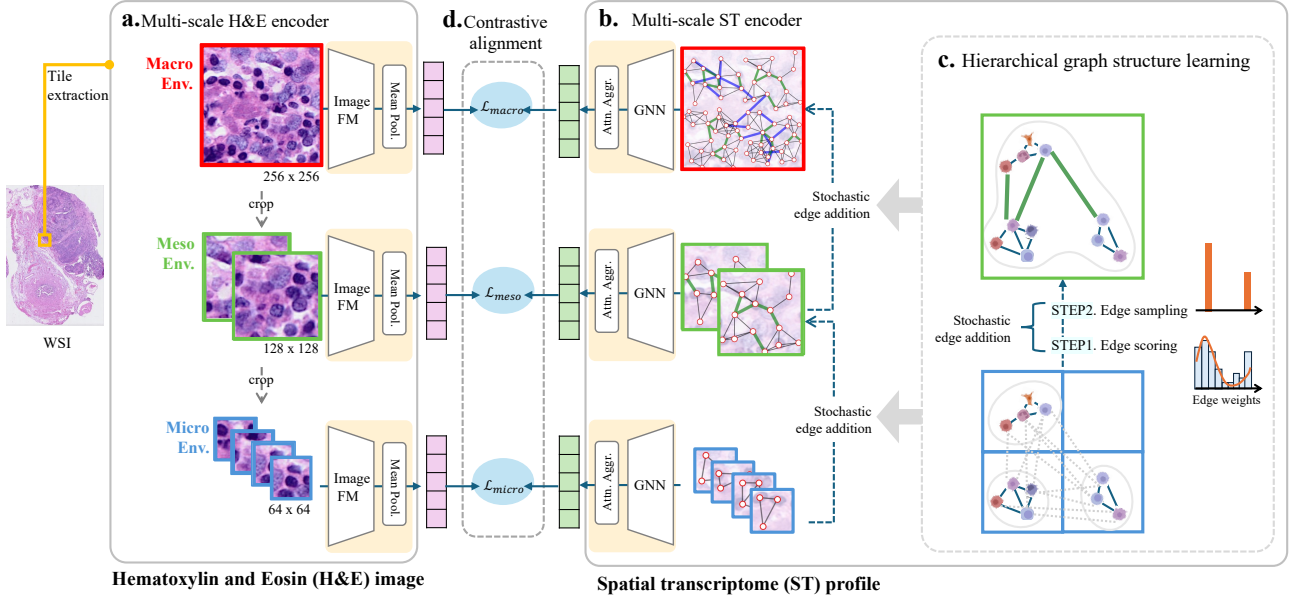 a. Multi-scale H&E encoder
d. Contrastive
alignment
b. Multi-scale ST encoder
c. Hierarchical graph structure learning
Tile
extraction
WSI
Macro
Env.
256 x 256
Image
FM
Mean Pool.
ℒmacro
Attn. Aggr.
GNN
crop
Meso
Env.
128 x 128
Image
FM
Mean Pool.
ℒmeso
Attn. Aggr.
GNN
crop
Micro
Env.
64 x 64
Image
FM
Mean Pool.
ℒmicro
Attn. Aggr.
GNN
Stochastic
edge addition
Stochastic
edge addition
Stochastic
edge addition
STEP2. Edge sampling
STEP1. Edge scoring
Edge weights
Hematoxylin and Eosin (H&E) image
Spatial transcriptome (ST) profile